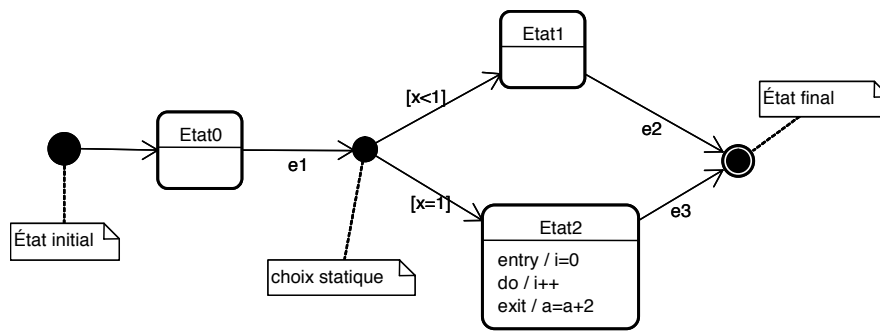 Etat1
[x<1]
État final
Etat0
e1
e2
[x=1]
e3
État initial
Etat2
choix statique
entry / i=0
do / i++
exit / a=a+2